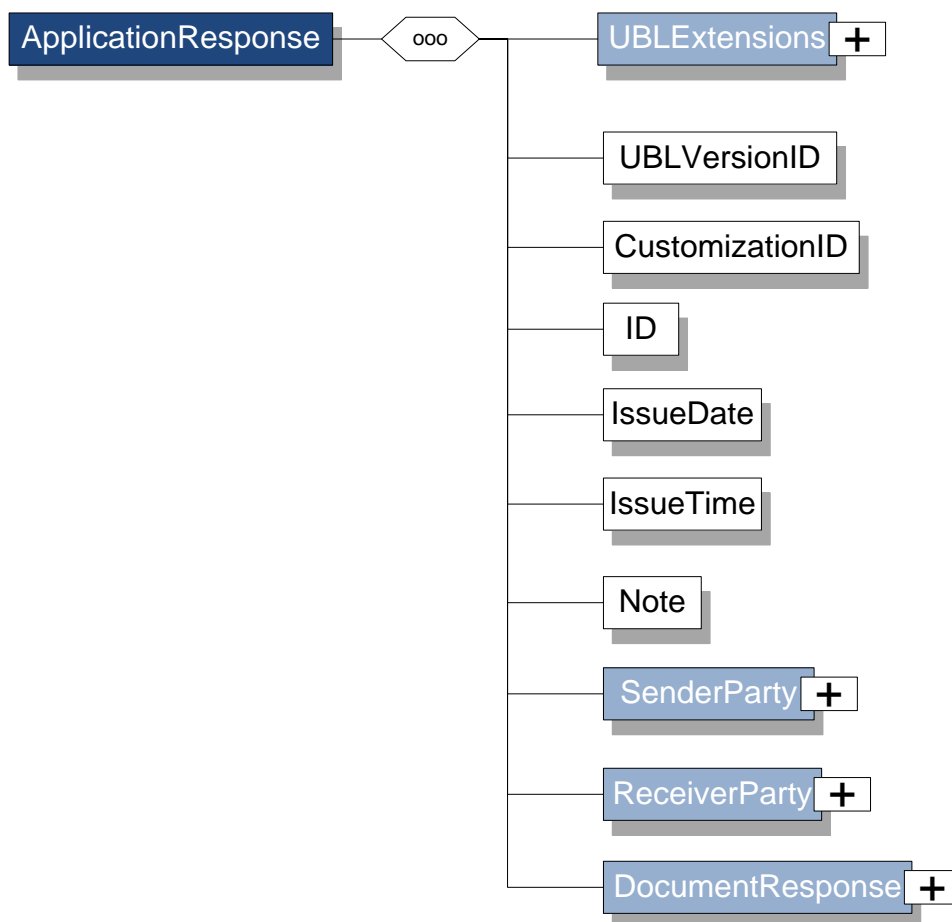 ApplicationResponse
ooo
UBLExtensions
+
UBLVersionID
CustomizationID
ID
IssueDate
IssueTime
Note
SenderParty
+
ReceiverParty
+
DocumentResponse
+